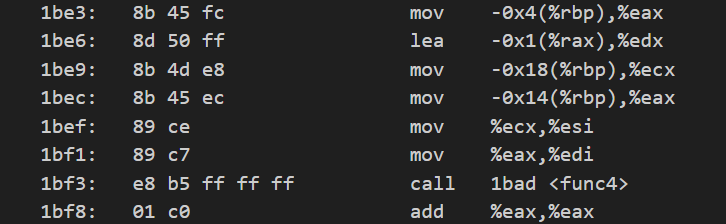 1be3: 8b 45 fc mov -0x4(%rbp),%eax
1be6: 8d 50 ff lea -0x1(%rax),%edx
1be9: 8b 4d e8 mov -0x18(%rbp),%ecx
1bec: 8b 45 ec mov -0x14(%rbp),%eax
1bef: 89 ce mov %ecx,%esi
1bf1: 89 c7 mov %eax,%edi
1bf3: e8 b5 ff ff ff call 1bad <func4>
1bf8: 01 c0 add %eax,%eax